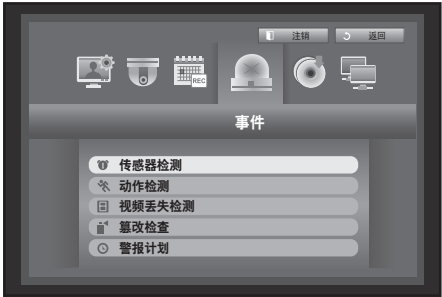 注销
返回
REC
事件
传感器检测
动作检测
视频丢失检测
篡改检查
警报计划